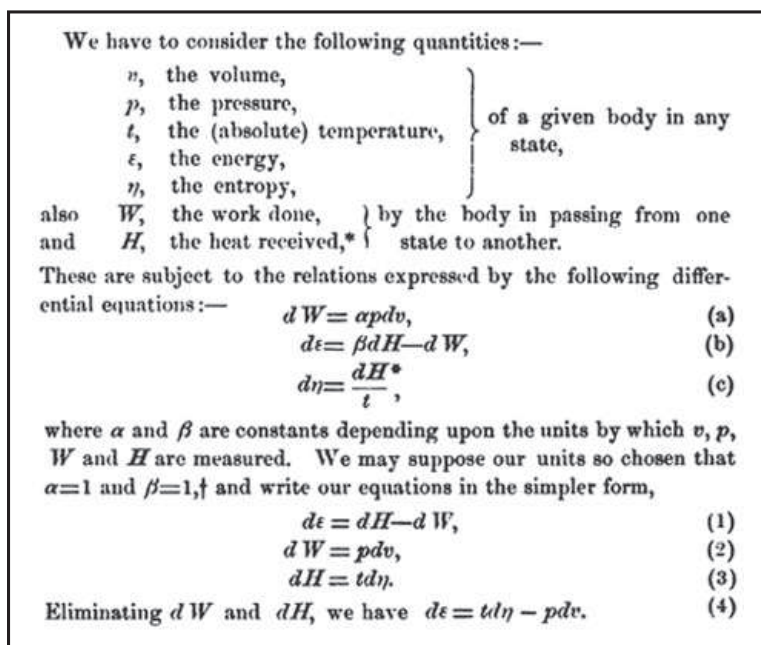 We have to consider the following quantities:—
v, the volume,
p, the pressure,
t, the (absolute) temperature,
ε, the energy,
η, the entropy,
} of a given body in any state,
also W, the work done,
and H, the heat received,*
} by the body in passing from one state to another.
These are subject to the relations expressed by the following differ-
ential equations:—
dW = αpdv, (a)
dε = βdH—dW, (b)
dη = dH*/t, (c)
where α and β are constants depending upon the units by which v, p,
W and H are measured. We may suppose our units so chosen that
α=1 and β=1,† and write our equations in the simpler form,
dε = dH—dW, (1)
dW = pdv, (2)
dH = tdη. (3)
Eliminating dW and dH, we have dε = tdη – pdv. (4)